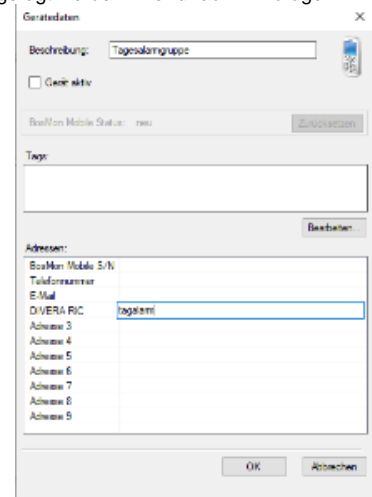 Gerätedaten
Beschreibung: Tagesalarmgruppe
Gerät aktiv
BosMon Mobile Status: neu Zurücksetzen
Tags:
Bearbeiten...
Adressen:
BosMon Mobile S/N
Telefonnummer
E-Mail
DIVERA RIC tagalarm
Adresse 3
Adresse 4
Adresse 5
Adresse 6
Adresse 7
Adresse 8
Adresse 9
OK Abbrechen